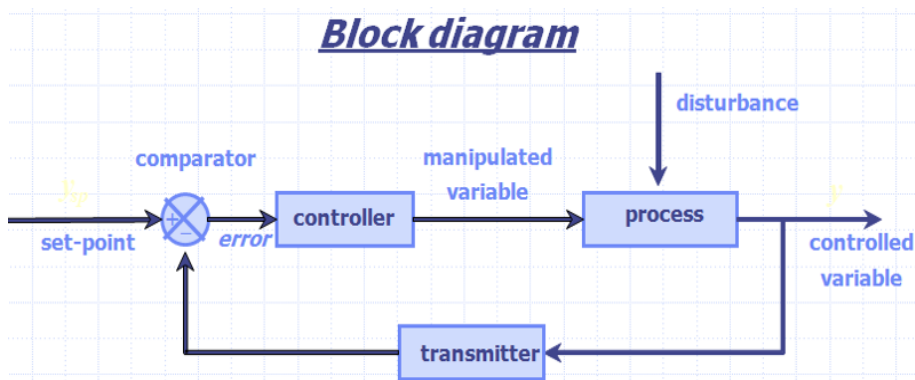 Block diagram
disturbance
comparator
manipulated
variable
y
+
−
controller
process
set-point
error
controlled
variable
transmitter